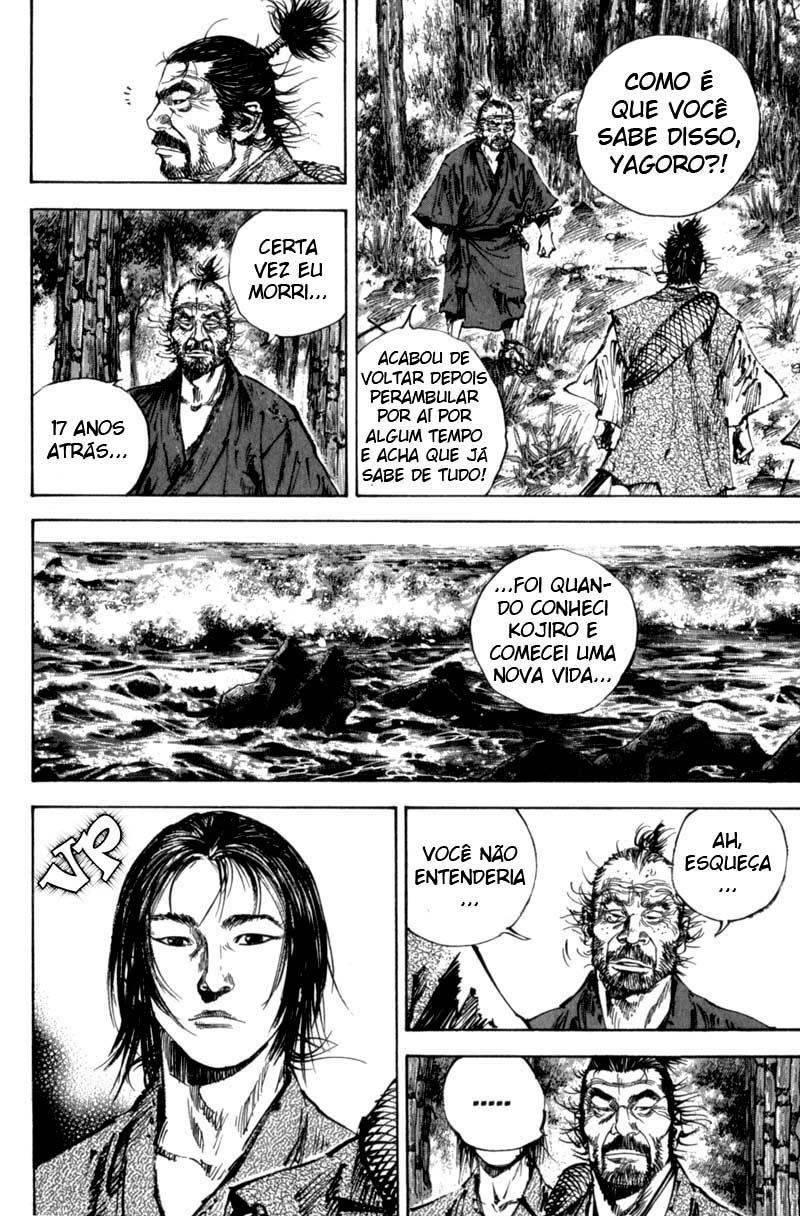 COMO É
QUE VOCÊ
SABE DISSO,
YAGORO?!
ACABOU DE
VOLTAR DEPOIS
PERAMBULAR
POR AÍ POR
ALGUM TEMPO
E ACHA QUE JÁ
SABE DE TUDO!
CERTA
VEZ EU
MORRI...
17 ANOS
ATRÁS...
...FOI QUAN-
DO CONHECI
KOJIRO E
COMECEI UMA
NOVA VIDA...
AH,
ESQUEÇA
...
VOCÊ NÃO
ENTENDERIA
...
.....
VP